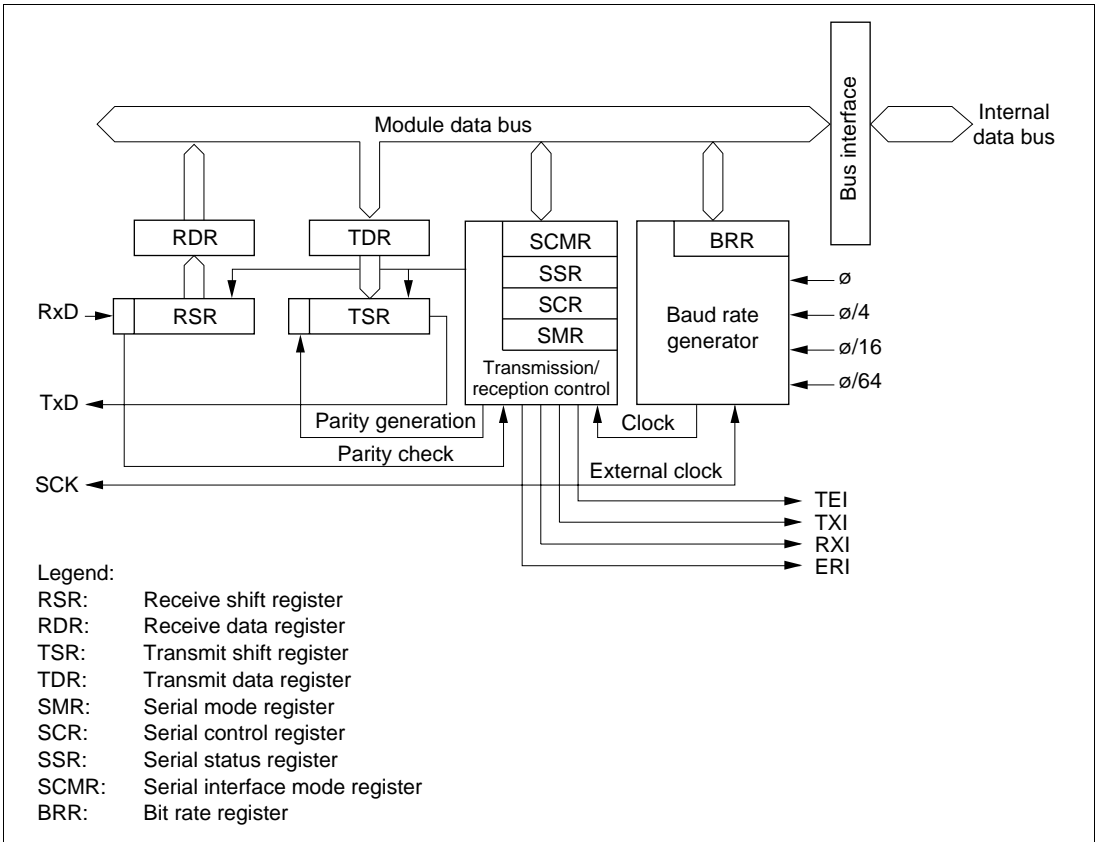 Module data bus
Bus interface
Internal
data bus
RDR
TDR
SCMR
BRR
SSR
SCR
SMR
RxD
RSR
TSR
Baud rate
generator
ø
ø/4
ø/16
ø/64
Transmission/
reception control
TxD
Parity generation
Clock
Parity check
External clock
SCK
TEI
TXI
RXI
ERI
Legend:
RSR: Receive shift register
RDR: Receive data register
TSR: Transmit shift register
TDR: Transmit data register
SMR: Serial mode register
SCR: Serial control register
SSR: Serial status register
SCMR: Serial interface mode register
BRR: Bit rate register